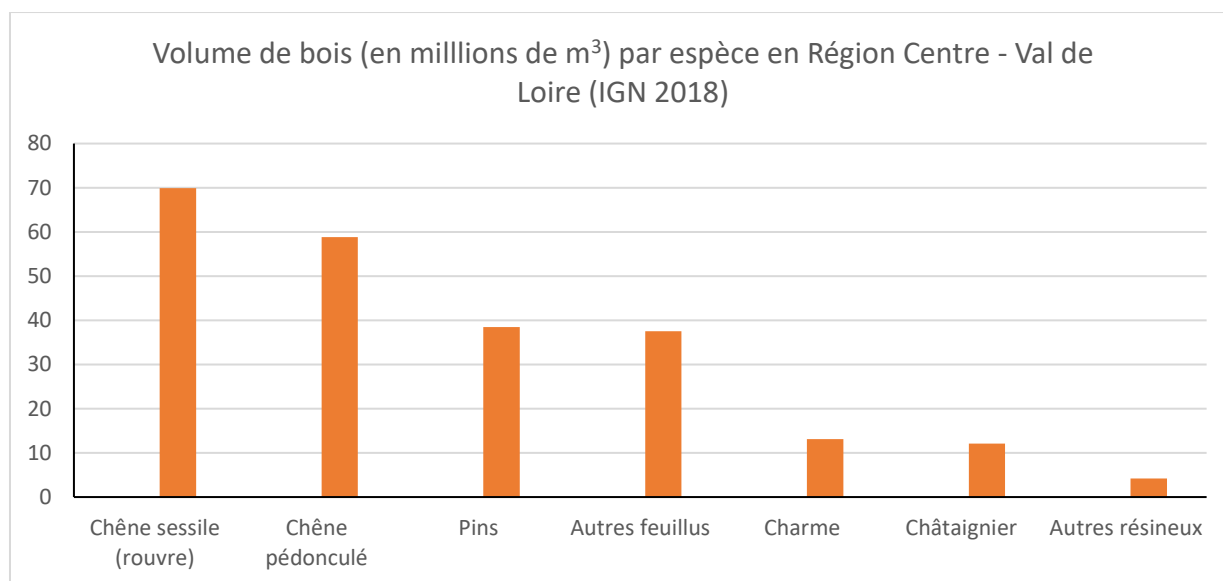 Volume de bois (en milllions de m³) par espèce en Région Centre - Val de
Loire (IGN 2018)
80
70
60
50
40
30
20
10
0
Chêne sessile
(rouvre)
Chêne
pédonculé
Pins
Autres feuillus
Charme
Châtaignier
Autres résineux